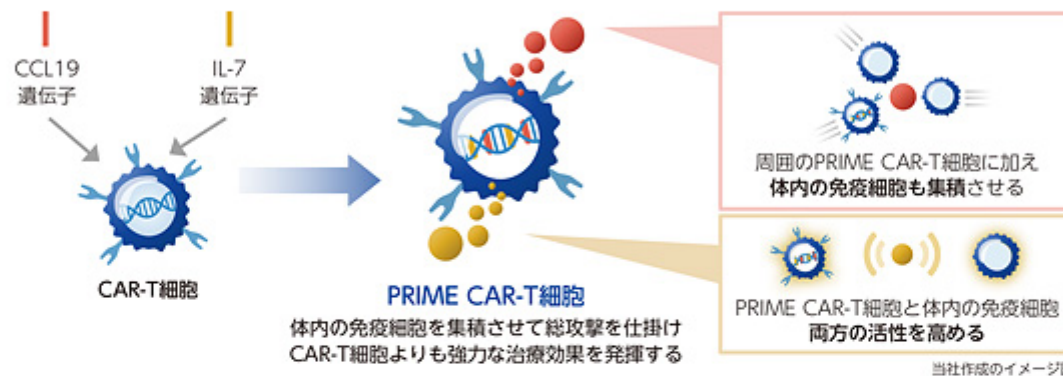 CCL19
遺伝子
IL-7
遺伝子
CAR-T細胞
PRIME CAR-T細胞
体内の免疫細胞を集積させて総攻撃を仕掛け
CAR-T細胞よりも強力な治療効果を発揮する
周囲のPRIME CAR-T細胞に加え
体内の免疫細胞も集積させる
PRIME CAR-T細胞と体内の免疫細胞
両方の活性を高める
当社作成のイメージ